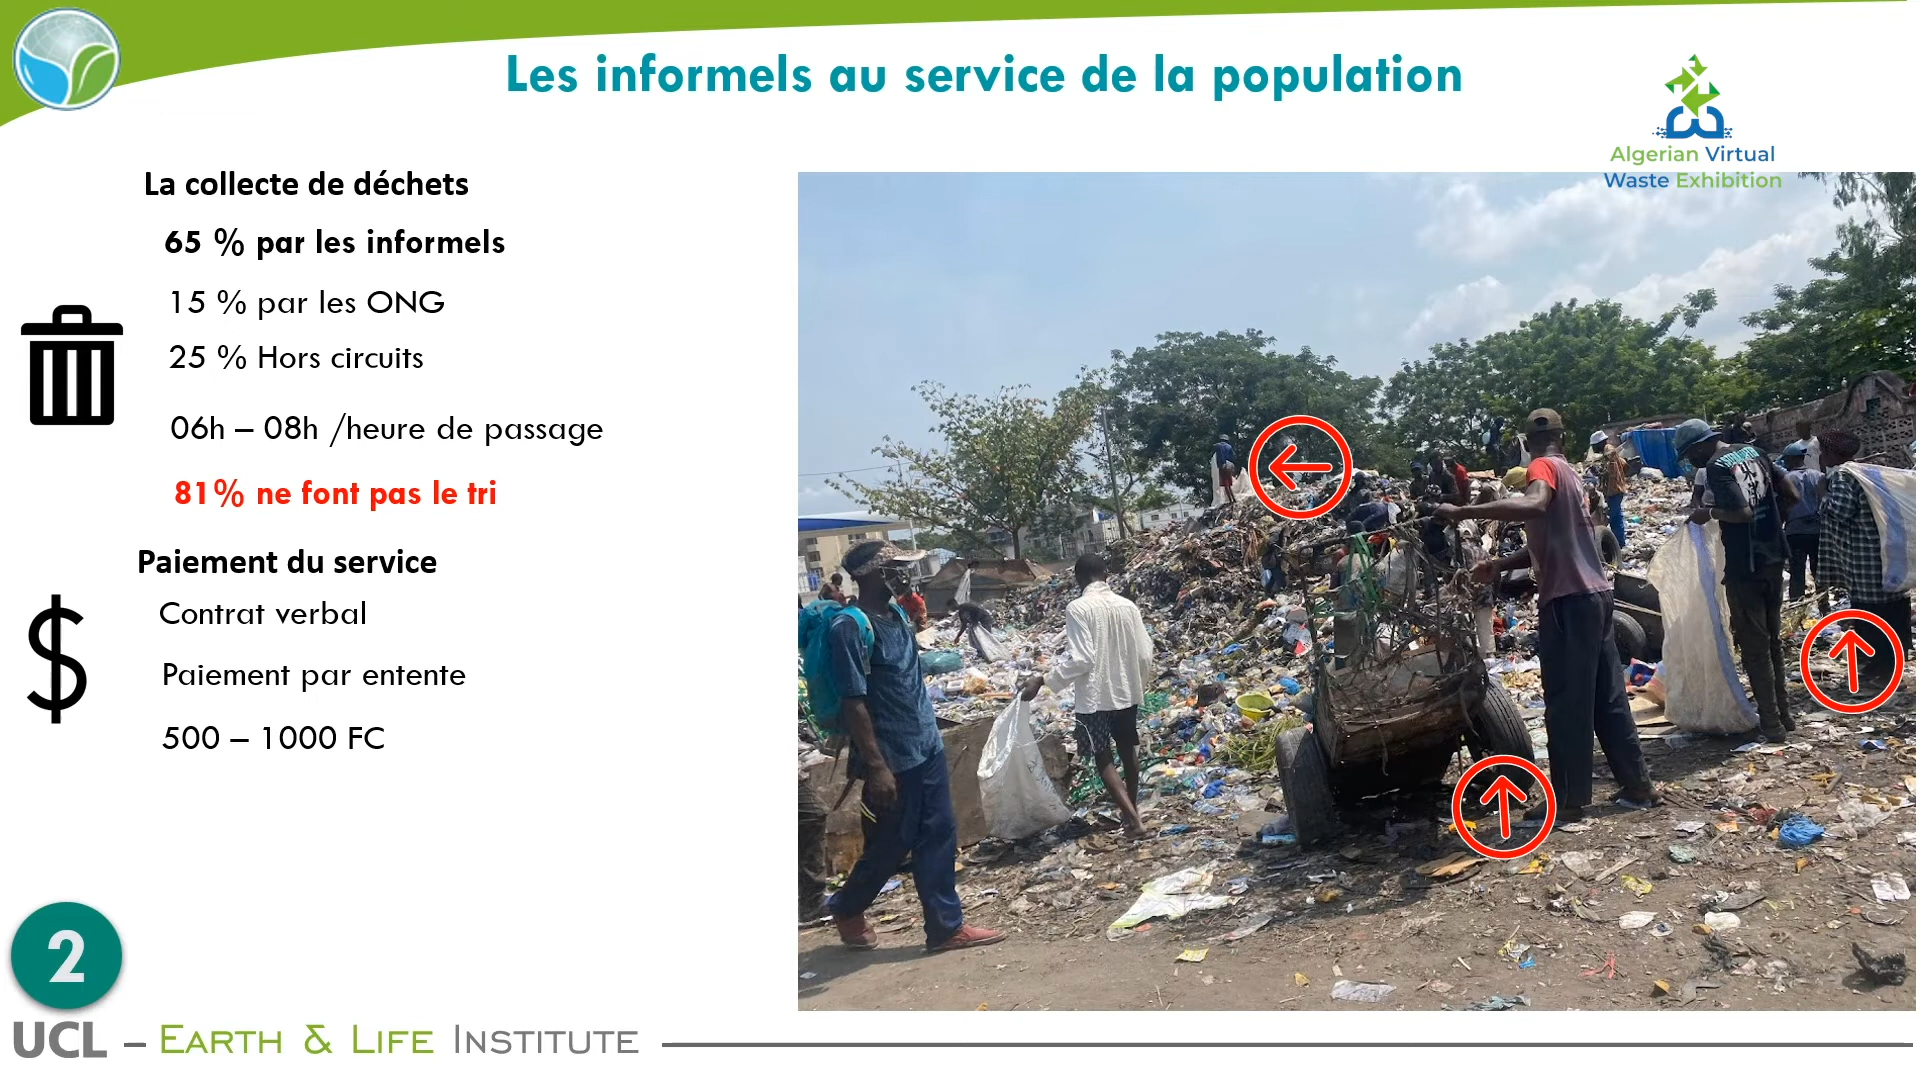 Les informels au service de la population
Algerian Virtual
Waste Exhibition
La collecte de déchets
65 % par les informels
15 % par les ONG
25 % Hors circuits
06h – 08h /heure de passage
81% ne font pas le tri
Paiement du service
Contrat verbal
Paiement par entente
500 – 1000 FC
2
UCL – EARTH & LIFE INSTITUTE